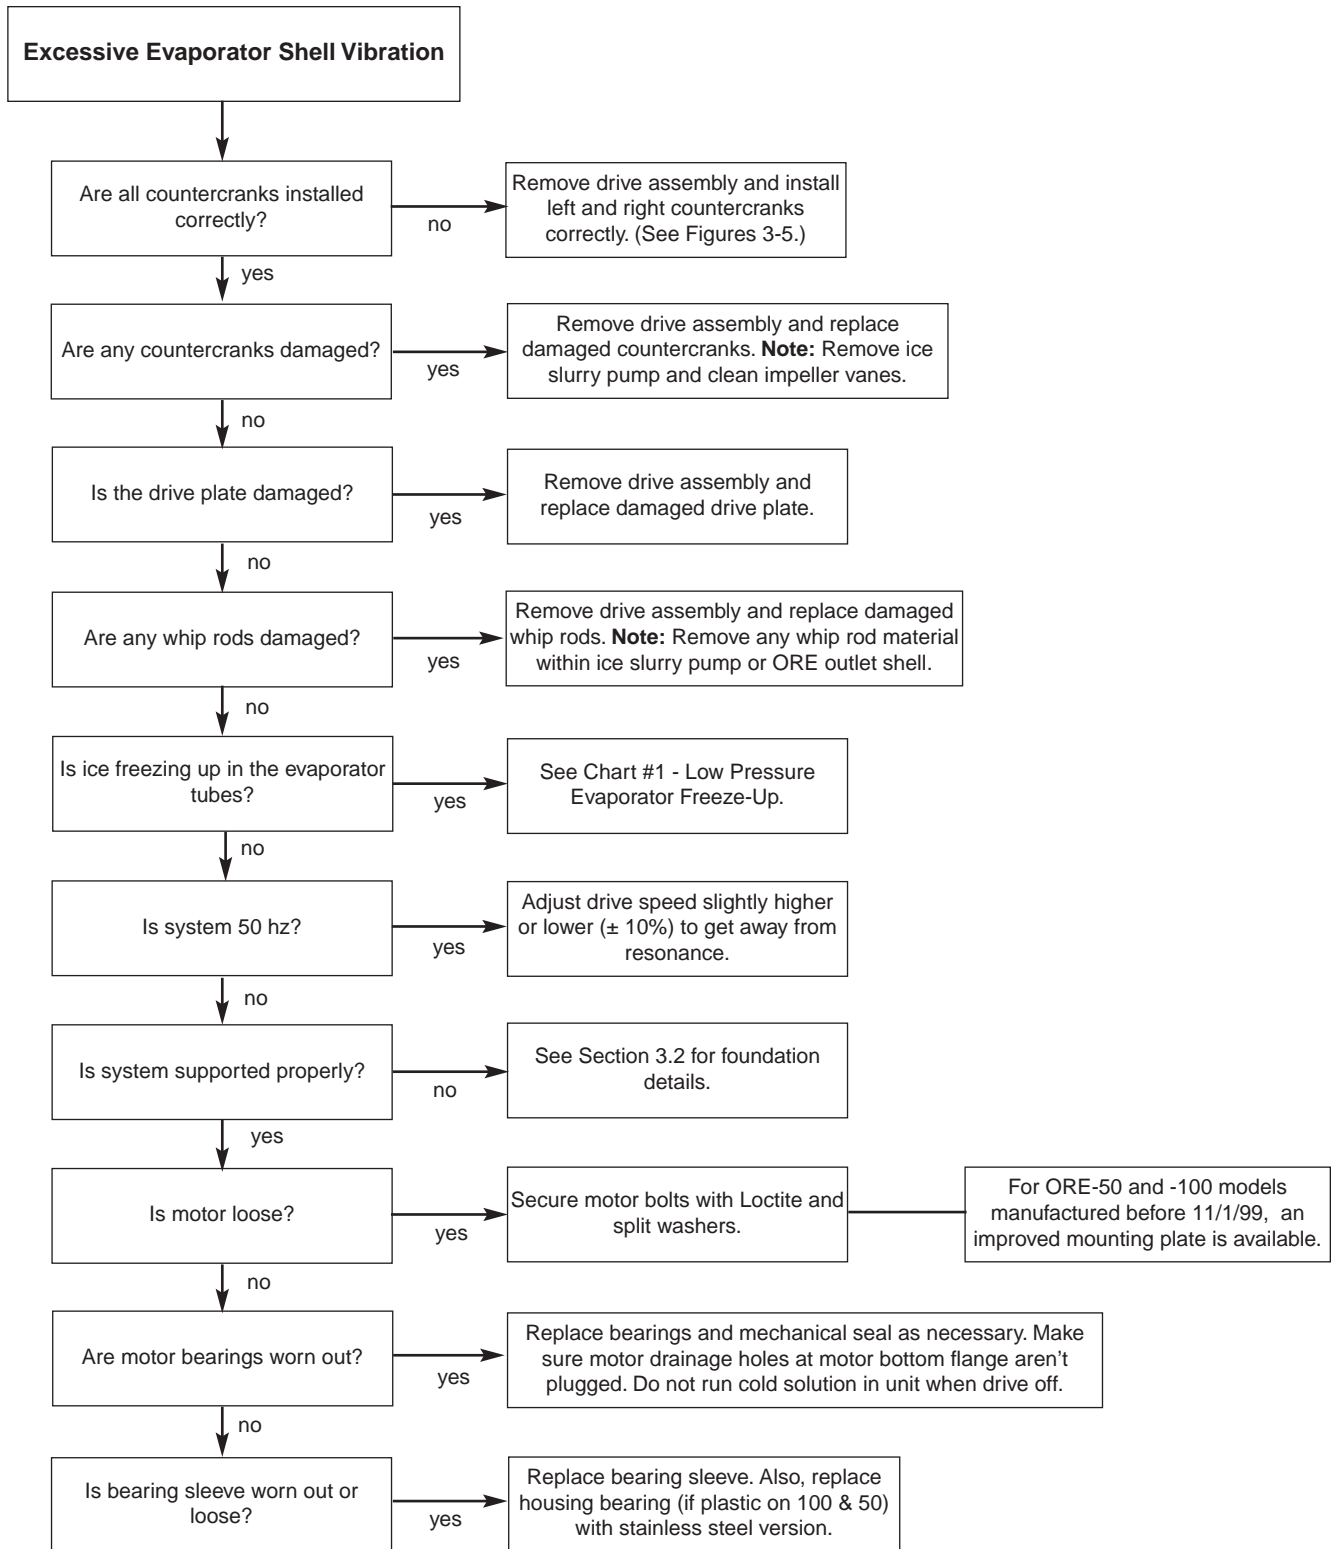 Excessive Evaporator Shell Vibration
Are all countercranks installed
correctly?
no
Remove drive assembly and install
left and right countercranks
correctly. (See Figures 3-5.)
yes
Are any countercranks damaged?
yes
Remove drive assembly and replace
damaged countercranks. Note: Remove ice
slurry pump and clean impeller vanes.
no
Is the drive plate damaged?
yes
Remove drive assembly and
replace damaged drive plate.
no
Are any whip rods damaged?
yes
Remove drive assembly and replace damaged
whip rods. Note: Remove any whip rod material
within ice slurry pump or ORE outlet shell.
no
Is ice freezing up in the evaporator
tubes?
yes
See Chart #1 - Low Pressure
Evaporator Freeze-Up.
no
Is system 50 hz?
yes
Adjust drive speed slightly higher
or lower (± 10%) to get away from
resonance.
no
Is system supported properly?
no
See Section 3.2 for foundation
details.
yes
Is motor loose?
yes
Secure motor bolts with Loctite and
split washers.
For ORE-50 and -100 models
manufactured before 11/1/99, an
improved mounting plate is available.
no
Are motor bearings worn out?
yes
Replace bearings and mechanical seal as necessary. Make
sure motor drainage holes at motor bottom flange aren't
plugged. Do not run cold solution in unit when drive off.
no
Is bearing sleeve worn out or
loose?
yes
Replace bearing sleeve. Also, replace
housing bearing (if plastic on 100 & 50)
with stainless steel version.